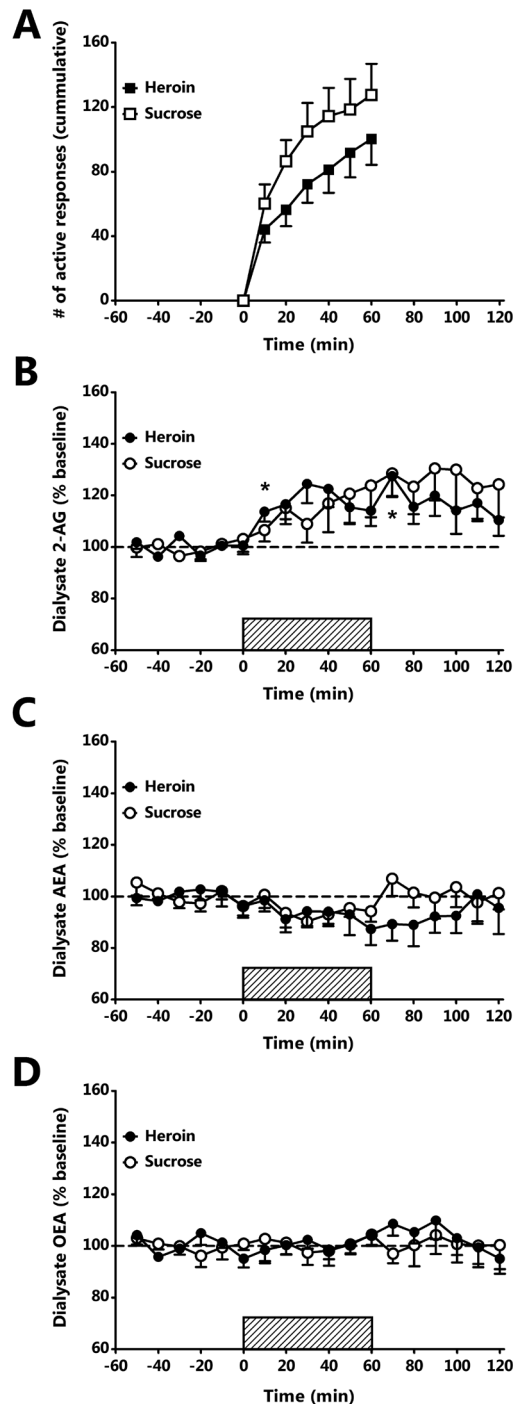 A
# of active responses (cummulative)
160
120
80
40
0
Heroin
Sucrose
-60 -40 -20 0 20 40 60 80 100 120
Time (min)
B
Dialysate 2-AG (% baseline)
160
140
120
100
80
60
Heroin
Sucrose
*
*
-60 -40 -20 0 20 40 60 80 100 120
Time (min)
C
Dialysate AEA (% baseline)
160
140
120
100
80
60
Heroin
Sucrose
-60 -40 -20 0 20 40 60 80 100 120
Time (min)
D
Dialysate OEA (% baseline)
160
140
120
100
80
60
Heroin
Sucrose
-60 -40 -20 0 20 40 60 80 100 120
Time (min)